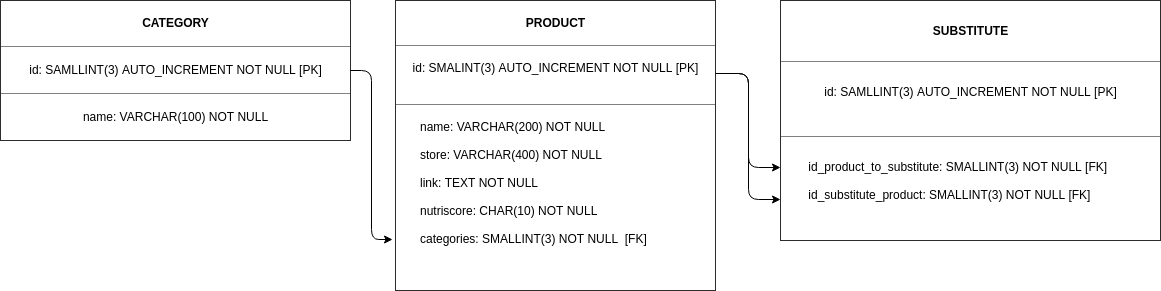 CATEGORY
id: SAMLLINT(3) AUTO_INCREMENT NOT NULL [PK]
name: VARCHAR(100) NOT NULL
PRODUCT
id: SMALINT(3) AUTO_INCREMENT NOT NULL [PK]
name: VARCHAR(200) NOT NULL
store: VARCHAR(400) NOT NULL
link: TEXT NOT NULL
nutriscore: CHAR(10) NOT NULL
categories: SMALLINT(3) NOT NULL [FK]
SUBSTITUTE
id: SAMLLINT(3) AUTO_INCREMENT NOT NULL [PK]
id_product_to_substitute: SMALLINT(3) NOT NULL [FK]
id_substitute_product: SMALLINT(3) NOT NULL [FK]